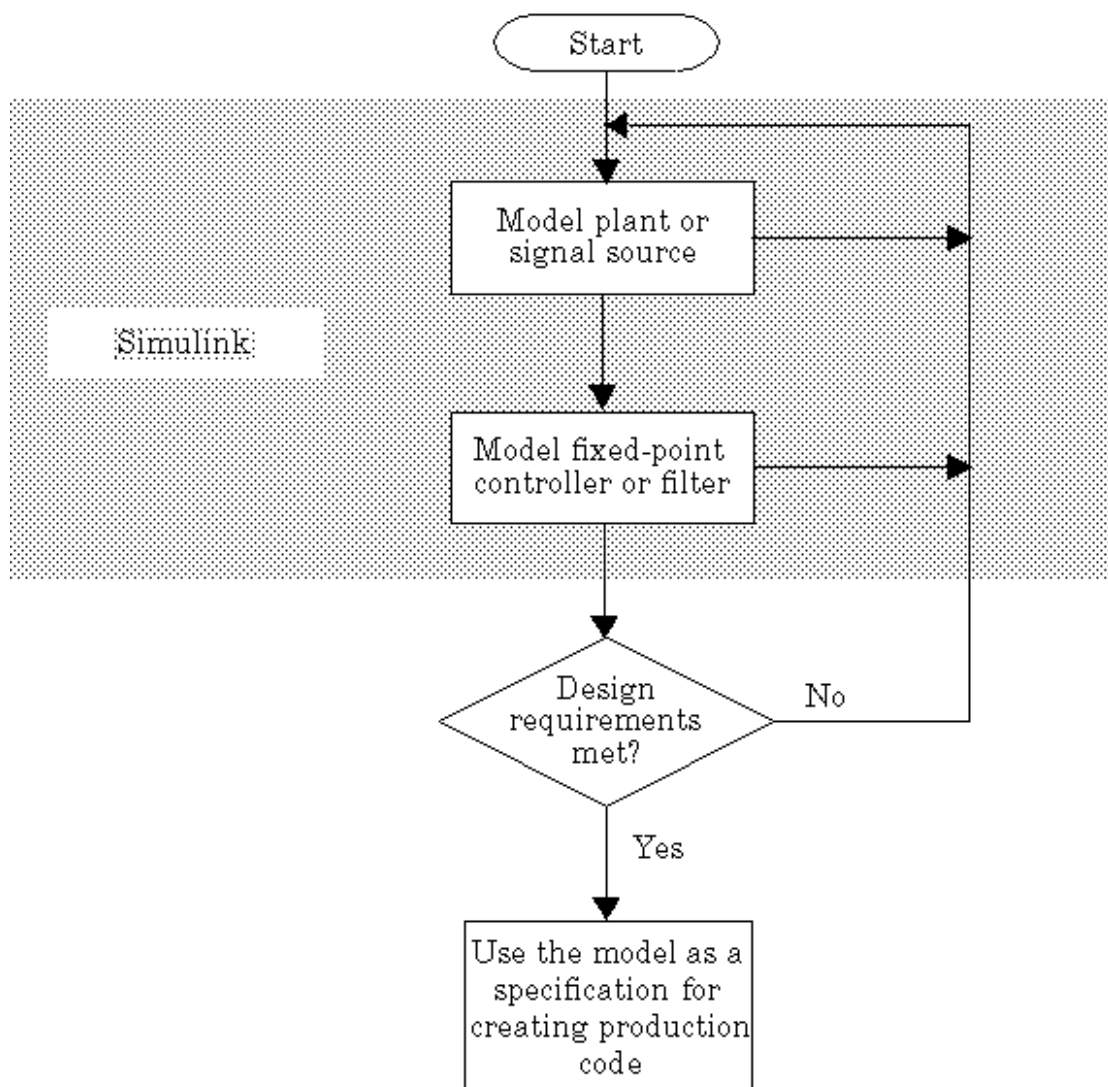 Start
Model plant or
signal source
Simulink
Model fixed-point
controller or filter
Design
requirements
met?
No
Yes
Use the model as a
specification for
creating production
code